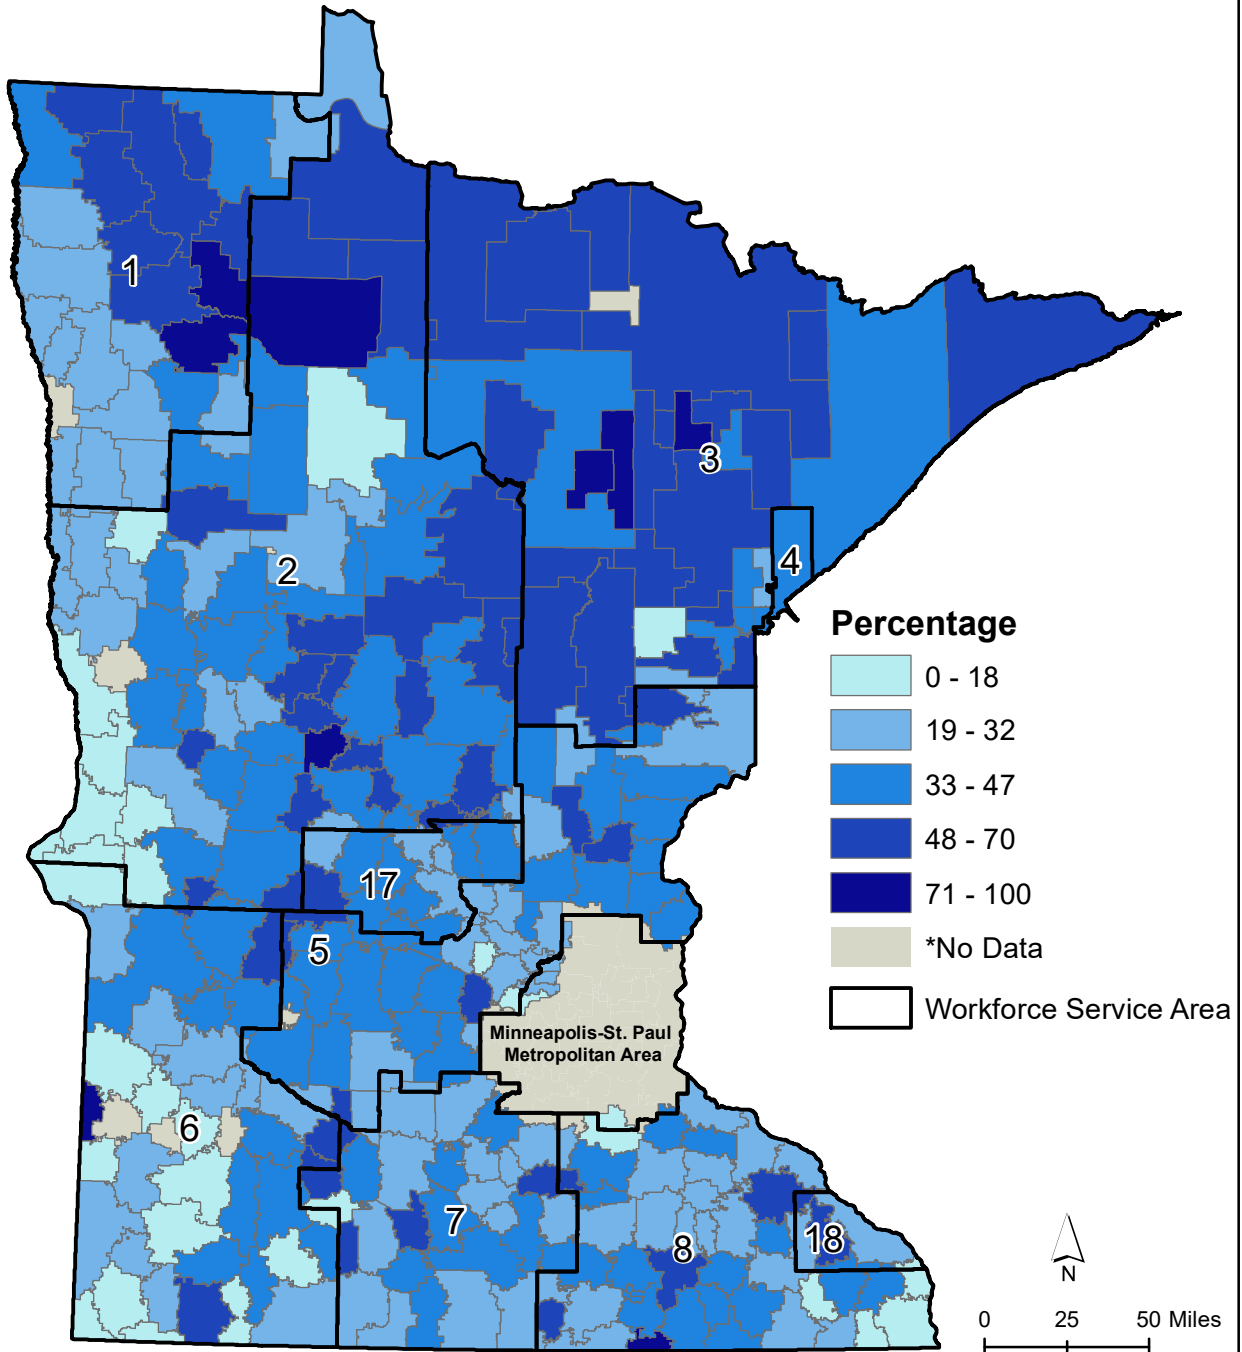 1
3
4
2
Percentage
0 - 18
19 - 32
33 - 47
48 - 70
71 - 100
*No Data
Workforce Service Area
17
5
Minneapolis-St. Paul
Metropolitan Area
6
7
8
18
N
0 25 50 Miles